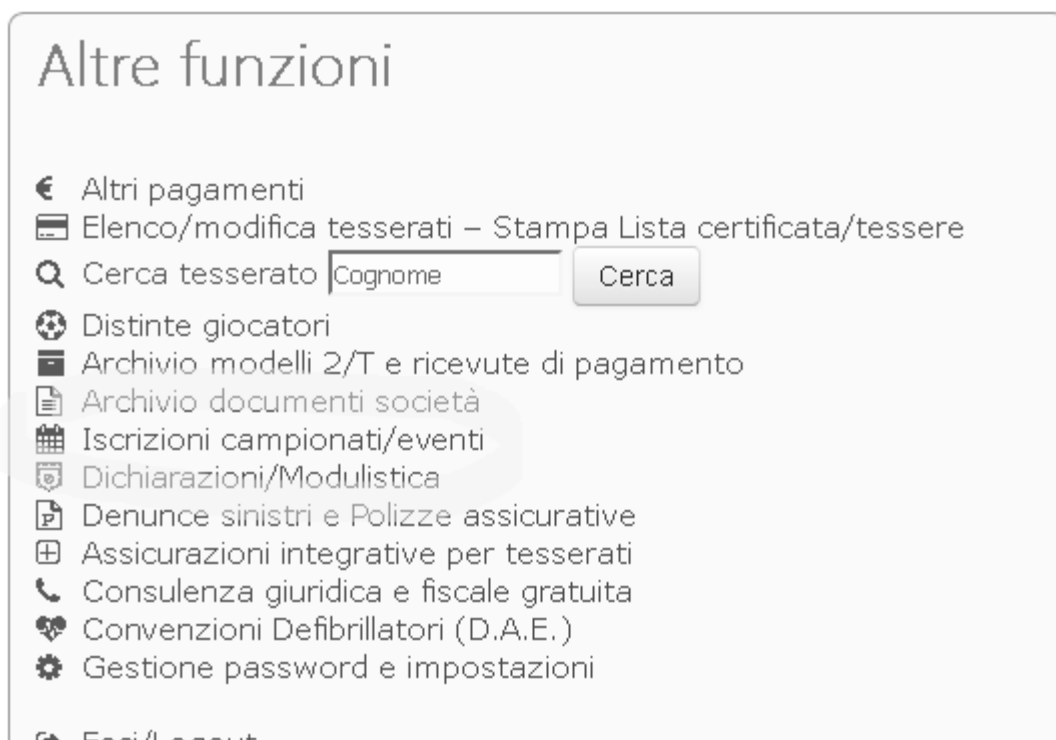 Altre funzioni
Altri pagamenti
Elenco/modifica tesserati – Stampa Lista certificata/tessere
Cerca tesserato Cognome Cerca
Distinte giocatori
Archivio modelli 2/T e ricevute di pagamento
Archivio documenti società
Iscrizioni campionati/eventi
Dichiarazioni/Modulistica
Denunce sinistri e Polizze assicurative
Assicurazioni integrative per tesserati
Consulenza giuridica e fiscale gratuita
Convenzioni Defibrillatori (D.A.E.)
Gestione password e impostazioni
Esci/Logout